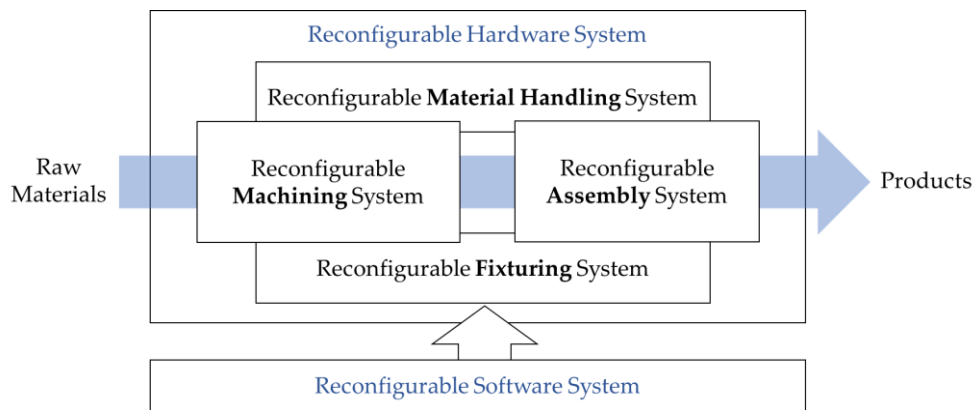 Reconfigurable Hardware System
Reconfigurable Material Handling System
Raw
Materials
Reconfigurable
Machining System
Reconfigurable
Assembly System
Products
Reconfigurable Fixturing System
Reconfigurable Software System